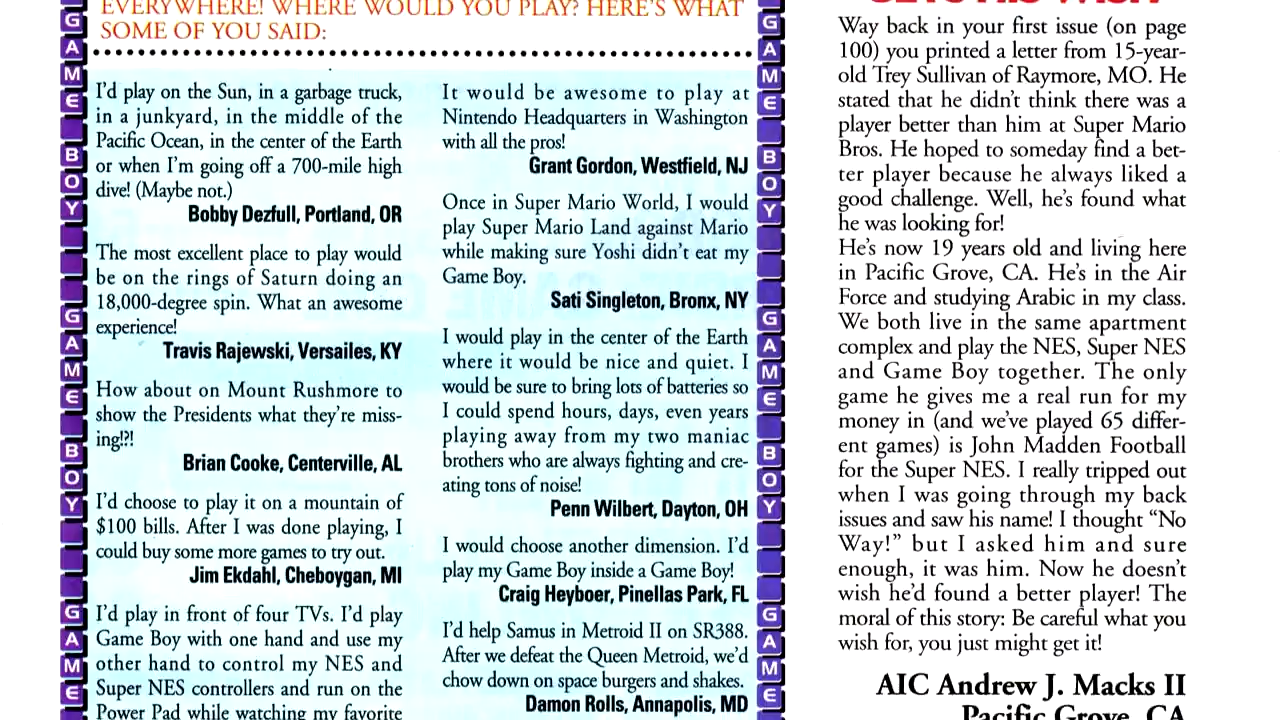 EVERYWHERE! WHERE WOULD YOU PLAY? HERE'S WHAT
SOME OF YOU SAID:
I'd play on the Sun, in a garbage truck,
in a junkyard, in the middle of the
Pacific Ocean, in the center of the Earth
or when I'm going off a 700-mile high
dive! (Maybe not.)
Bobby Dezfull, Portland, OR
The most excellent place to play would
be on the rings of Saturn doing an
18,000-degree spin. What an awesome
experience!
Travis Rajewski, Versailes, KY
How about on Mount Rushmore to
show the Presidents what they're miss-
ing!?!
Brian Cooke, Centerville, AL
I'd choose to play it on a mountain of
$100 bills. After I was done playing, I
could buy some more games to try out.
Jim Ekdahl, Cheboygan, MI
I'd play in front of four TVs. I'd play
Game Boy with one hand and use my
other hand to control my NES and
Super NES controllers and run on the
Power Pad while watching my favorite
It would be awesome to play at
Nintendo Headquarters in Washington
with all the pros!
Grant Gordon, Westfield, NJ
Once in Super Mario World, I would
play Super Mario Land against Mario
while making sure Yoshi didn't eat my
Game Boy.
Sati Singleton, Bronx, NY
I would play in the center of the Earth
where it would be nice and quiet. I
would be sure to bring lots of batteries so
I could spend hours, days, even years
playing away from my two maniac
brothers who are always fighting and cre-
ating tons of noise!
Penn Wilbert, Dayton, OH
I would choose another dimension. I'd
play my Game Boy inside a Game Boy!
Craig Heyboer, Pinellas Park, FL
I'd help Samus in Metroid II on SR388.
After we defeat the Queen Metroid, we'd
chow down on space burgers and shakes.
Damon Rolls, Annapolis, MD
GAME BOY GAME BOY GAME
GAME BOY GAME BOY GAME
Way back in your first issue (on page
100) you printed a letter from 15-year-
old Trey Sullivan of Raymore, MO. He
stated that he didn't think there was a
player better than him at Super Mario
Bros. He hoped to someday find a bet-
ter player because he always liked a
good challenge. Well, he's found what
he was looking for!
He's now 19 years old and living here
in Pacific Grove, CA. He's in the Air
Force and studying Arabic in my class.
We both live in the same apartment
complex and play the NES, Super NES
and Game Boy together. The only
game he gives me a real run for my
money in (and we've played 65 differ-
ent games) is John Madden Football
for the Super NES. I really tripped out
when I was going through my back
issues and saw his name! I thought "No
Way!" but I asked him and sure
enough, it was him. Now he doesn't
wish he'd found a better player! The
moral of this story: Be careful what you
wish for, you just might get it!
AIC Andrew J. Macks II
Pacific Grove, CA